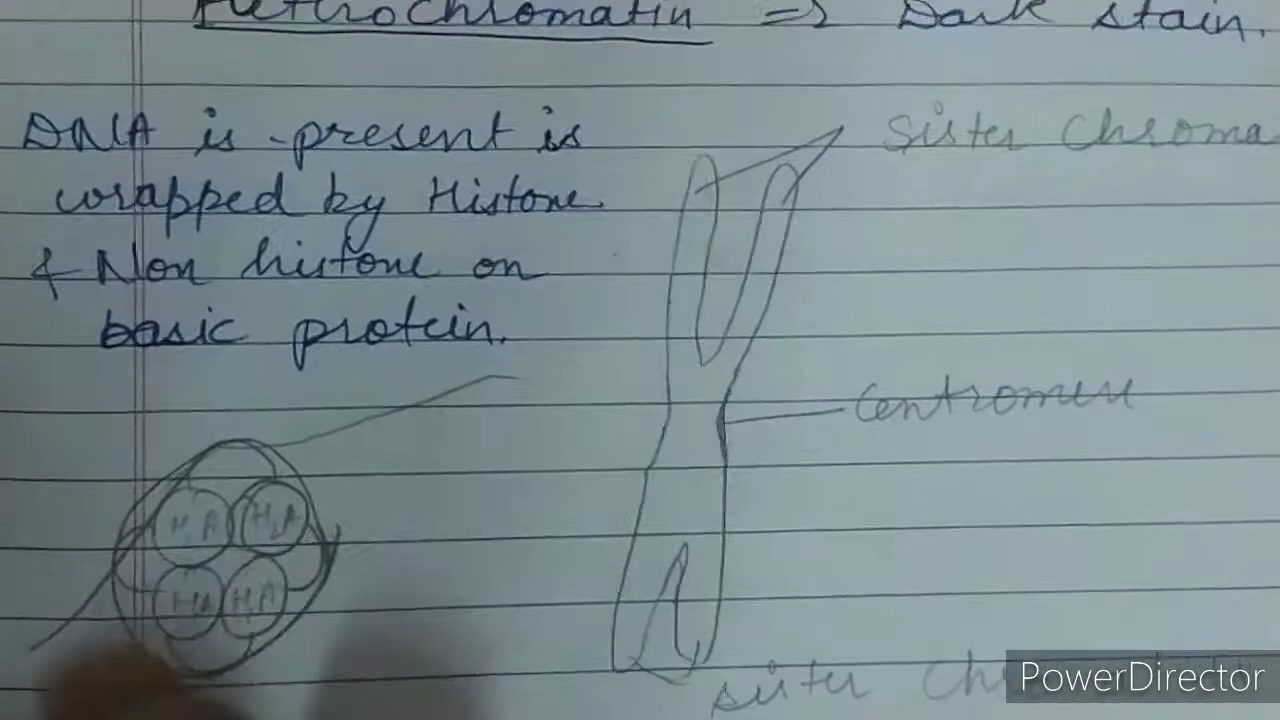 Hetrochromatin => Dark stain.
DNA is present is
wrapped by Histone
& Non histone on
basic protein.
Sister Chroma
Centromere
H2A H2A
H2A H2A
sister
PowerDirector